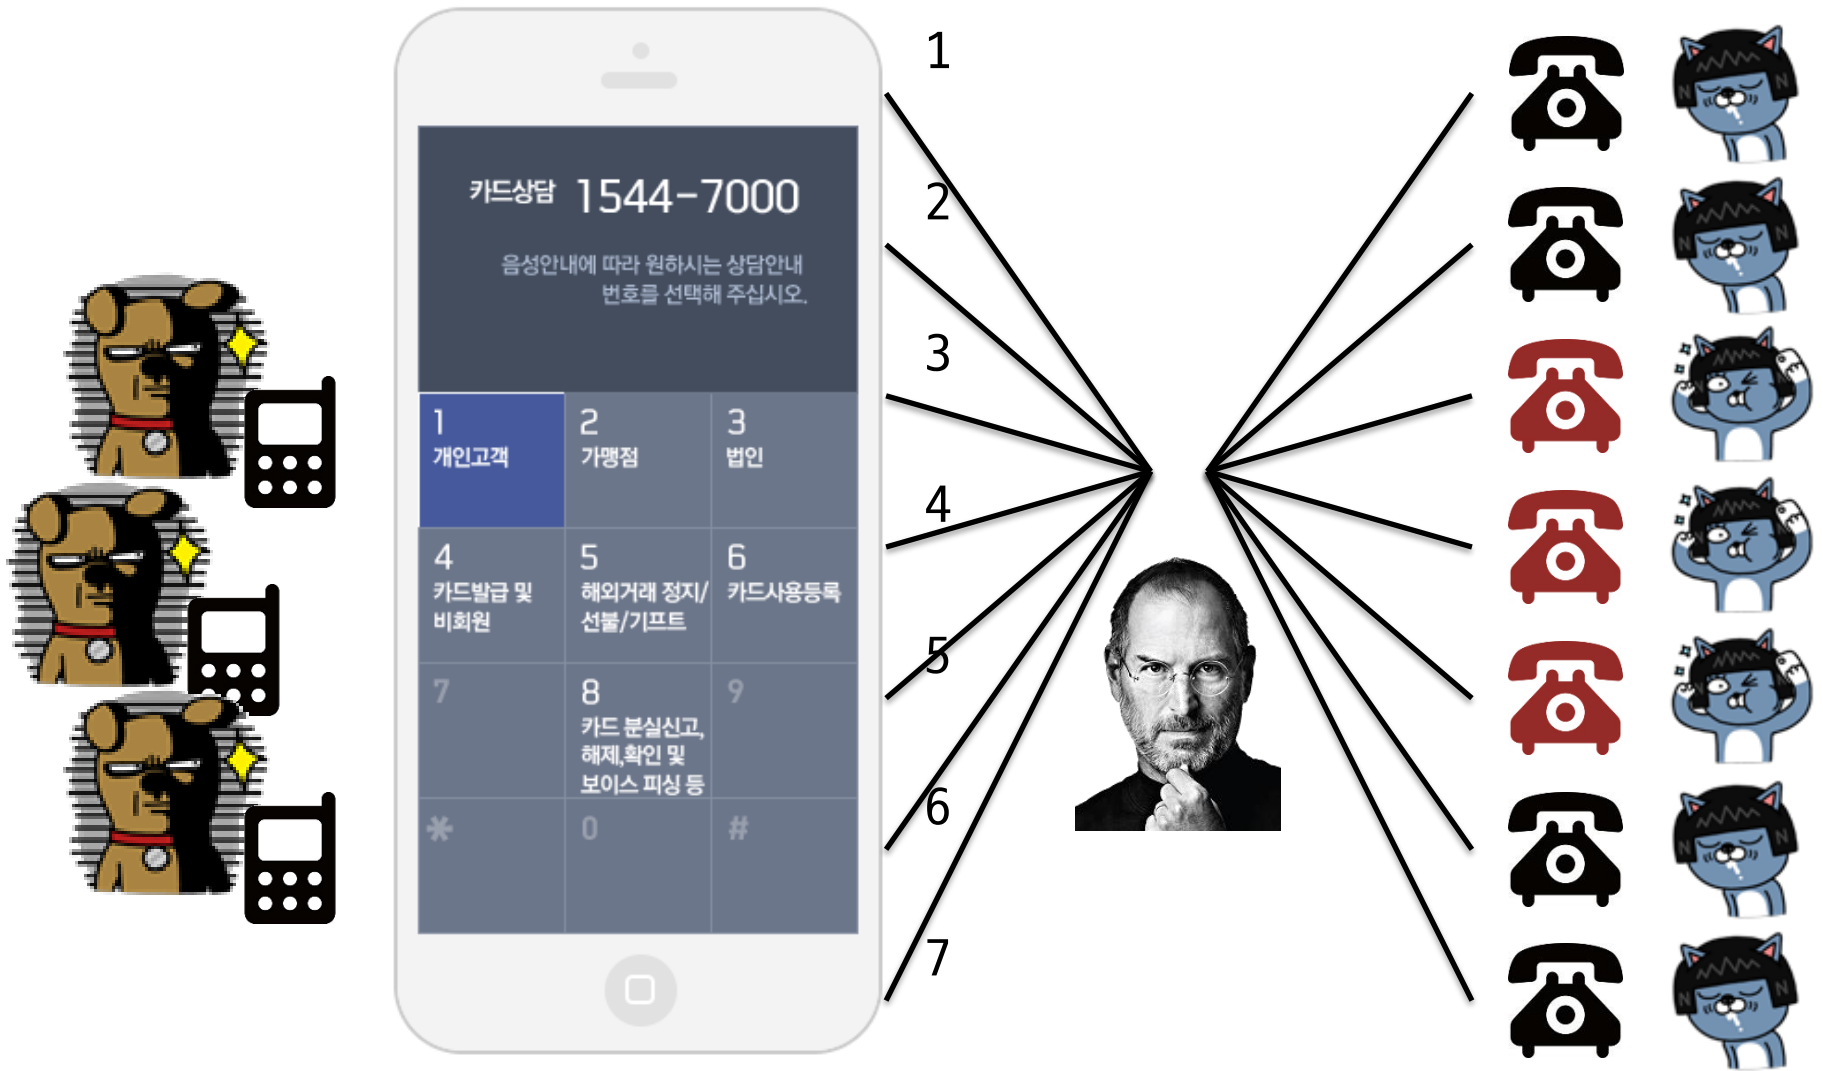 카드상담 1544-7000
음성안내에 따라 원하시는 상담안내
번호를 선택해 주십시오.
1
개인고객
2
가맹점
3
법인
4
카드발급 및
비회원
5
해외거래 정지/
선불/기프트
6
카드사용등록
7
8
카드 분실신고,
해제,확인 및
보이스 피싱 등
9
*
0
#
1
2
3
4
5
6
7